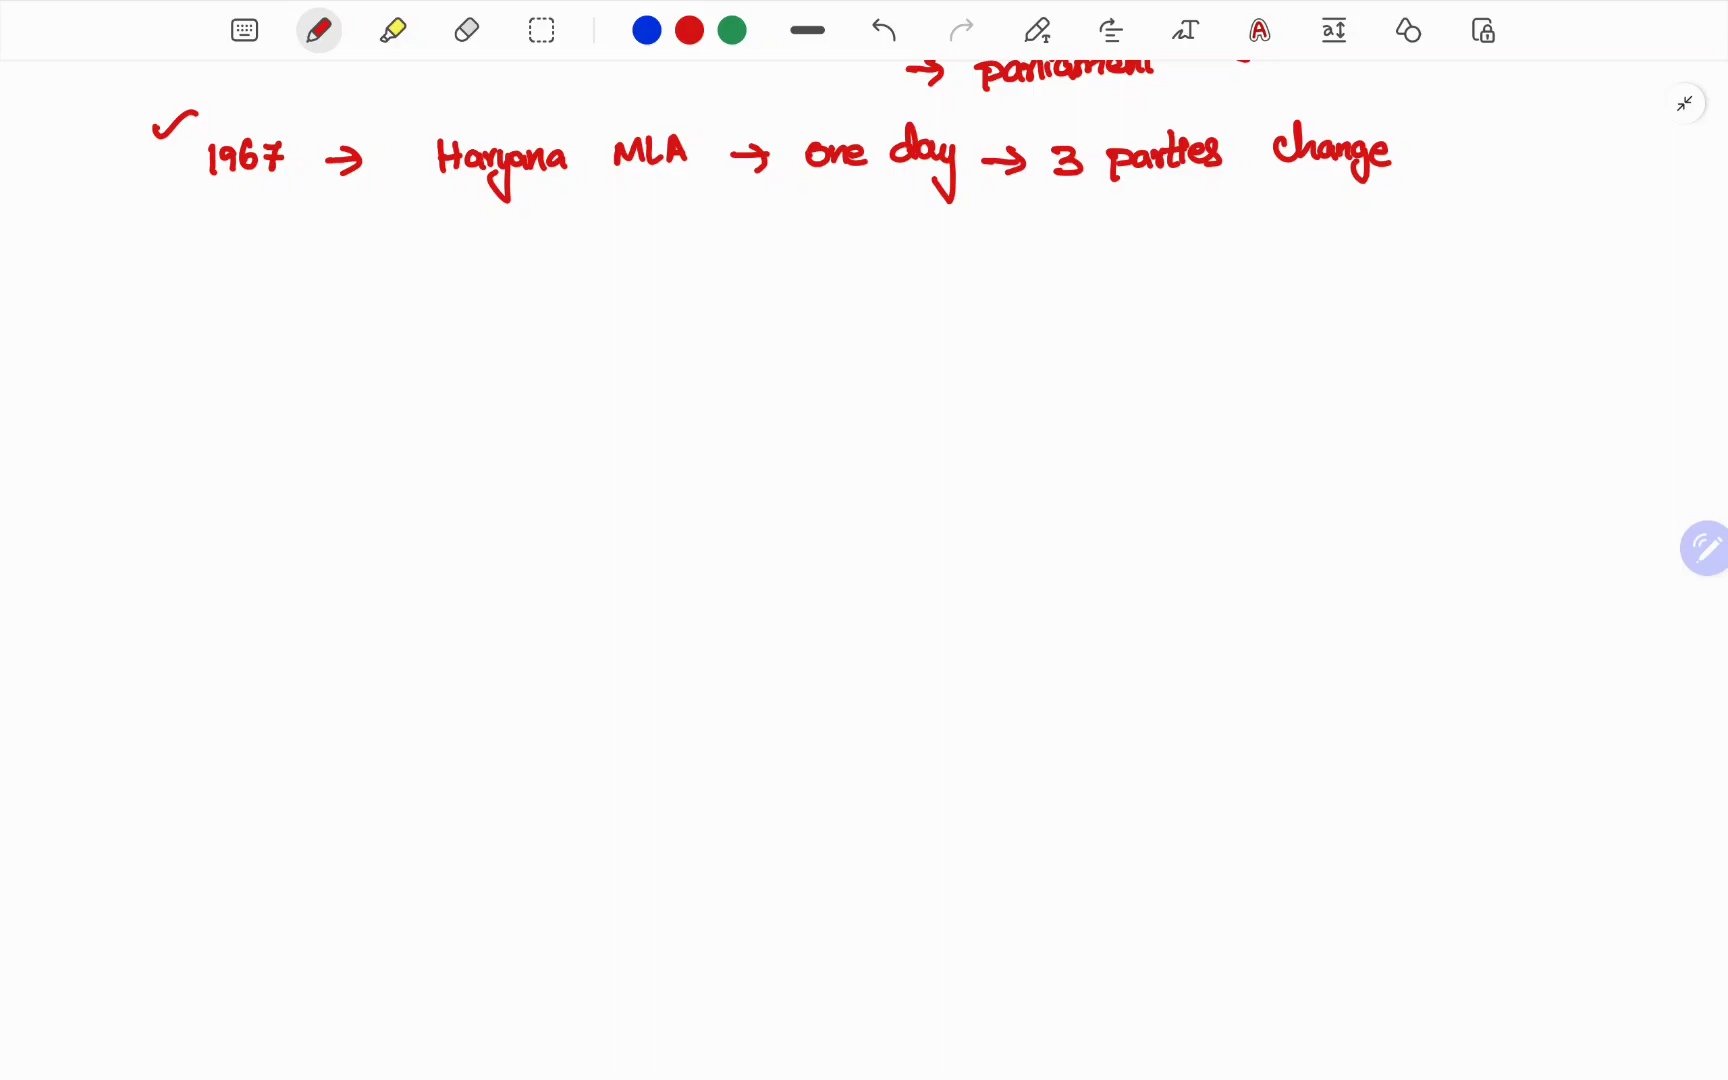 → parliament
✓ 1967 → Haryana MLA → one day → 3 parties change